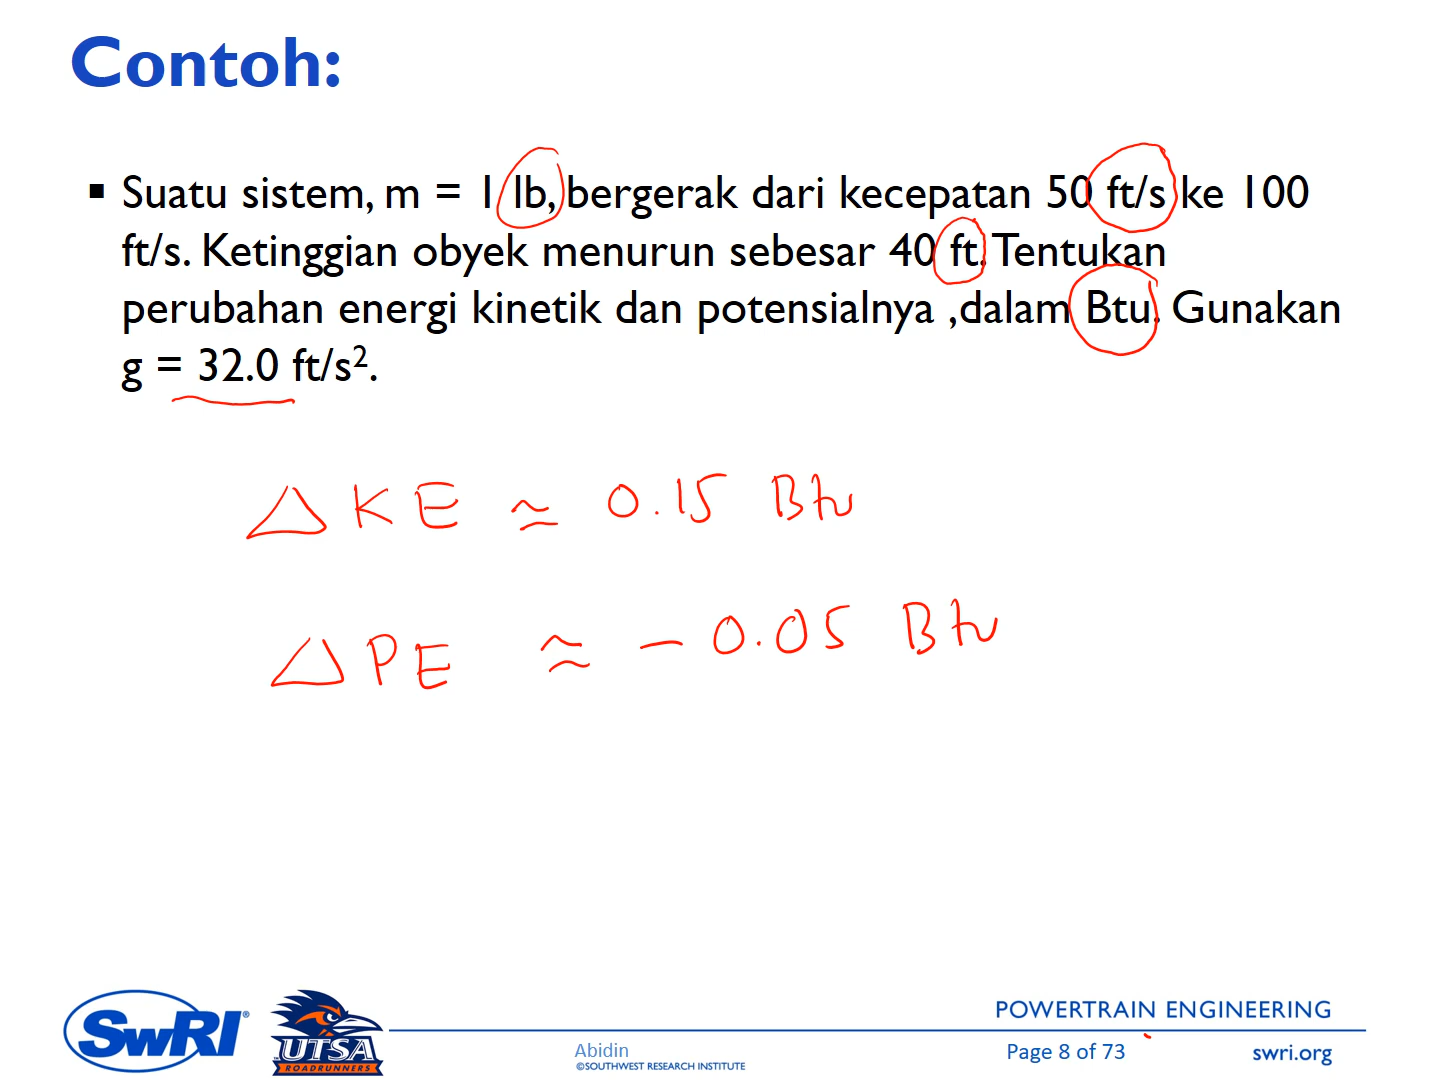 Contoh:
▪ Suatu sistem, m = 1 lb, bergerak dari kecepatan 50 ft/s ke 100
ft/s. Ketinggian obyek menurun sebesar 40 ft. Tentukan
perubahan energi kinetik dan potensialnya ,dalam Btu. Gunakan
g = 32.0 ft/s².
△ KE ≈ 0.15 Btu
△ PE ≈ - 0.05 Btu
SwRI®
UTSA
ROADRUNNERS
Abidin
©SOUTHWEST RESEARCH INSTITUTE
POWERTRAIN ENGINEERING
Page 8 of 73
swri.org